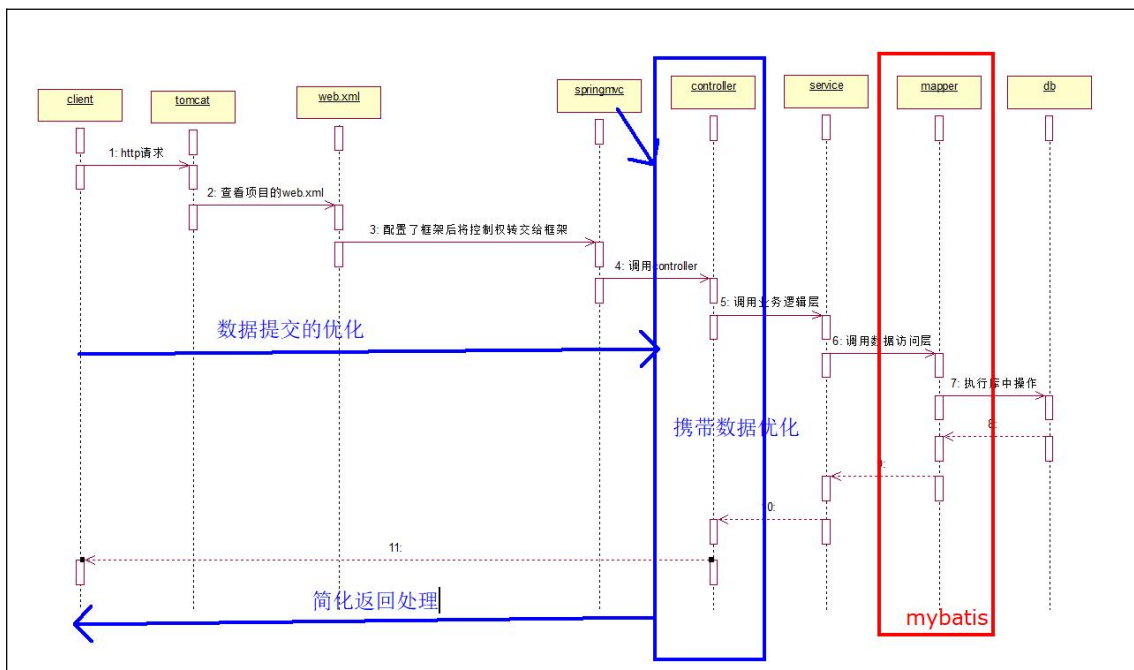 client
tomcat
web.xml
springmvc
controller
service
mapper
db
1: http请求
2: 查看项目的web.xml
3: 配置了框架后将控制权转交给框架
4: 调用controller
5: 调用业务逻辑层
数据提交的优化
6: 调用数据访问层
7: 执行库中操作
携带数据优化
8:
9:
10:
11:
简化返回处理
mybatis